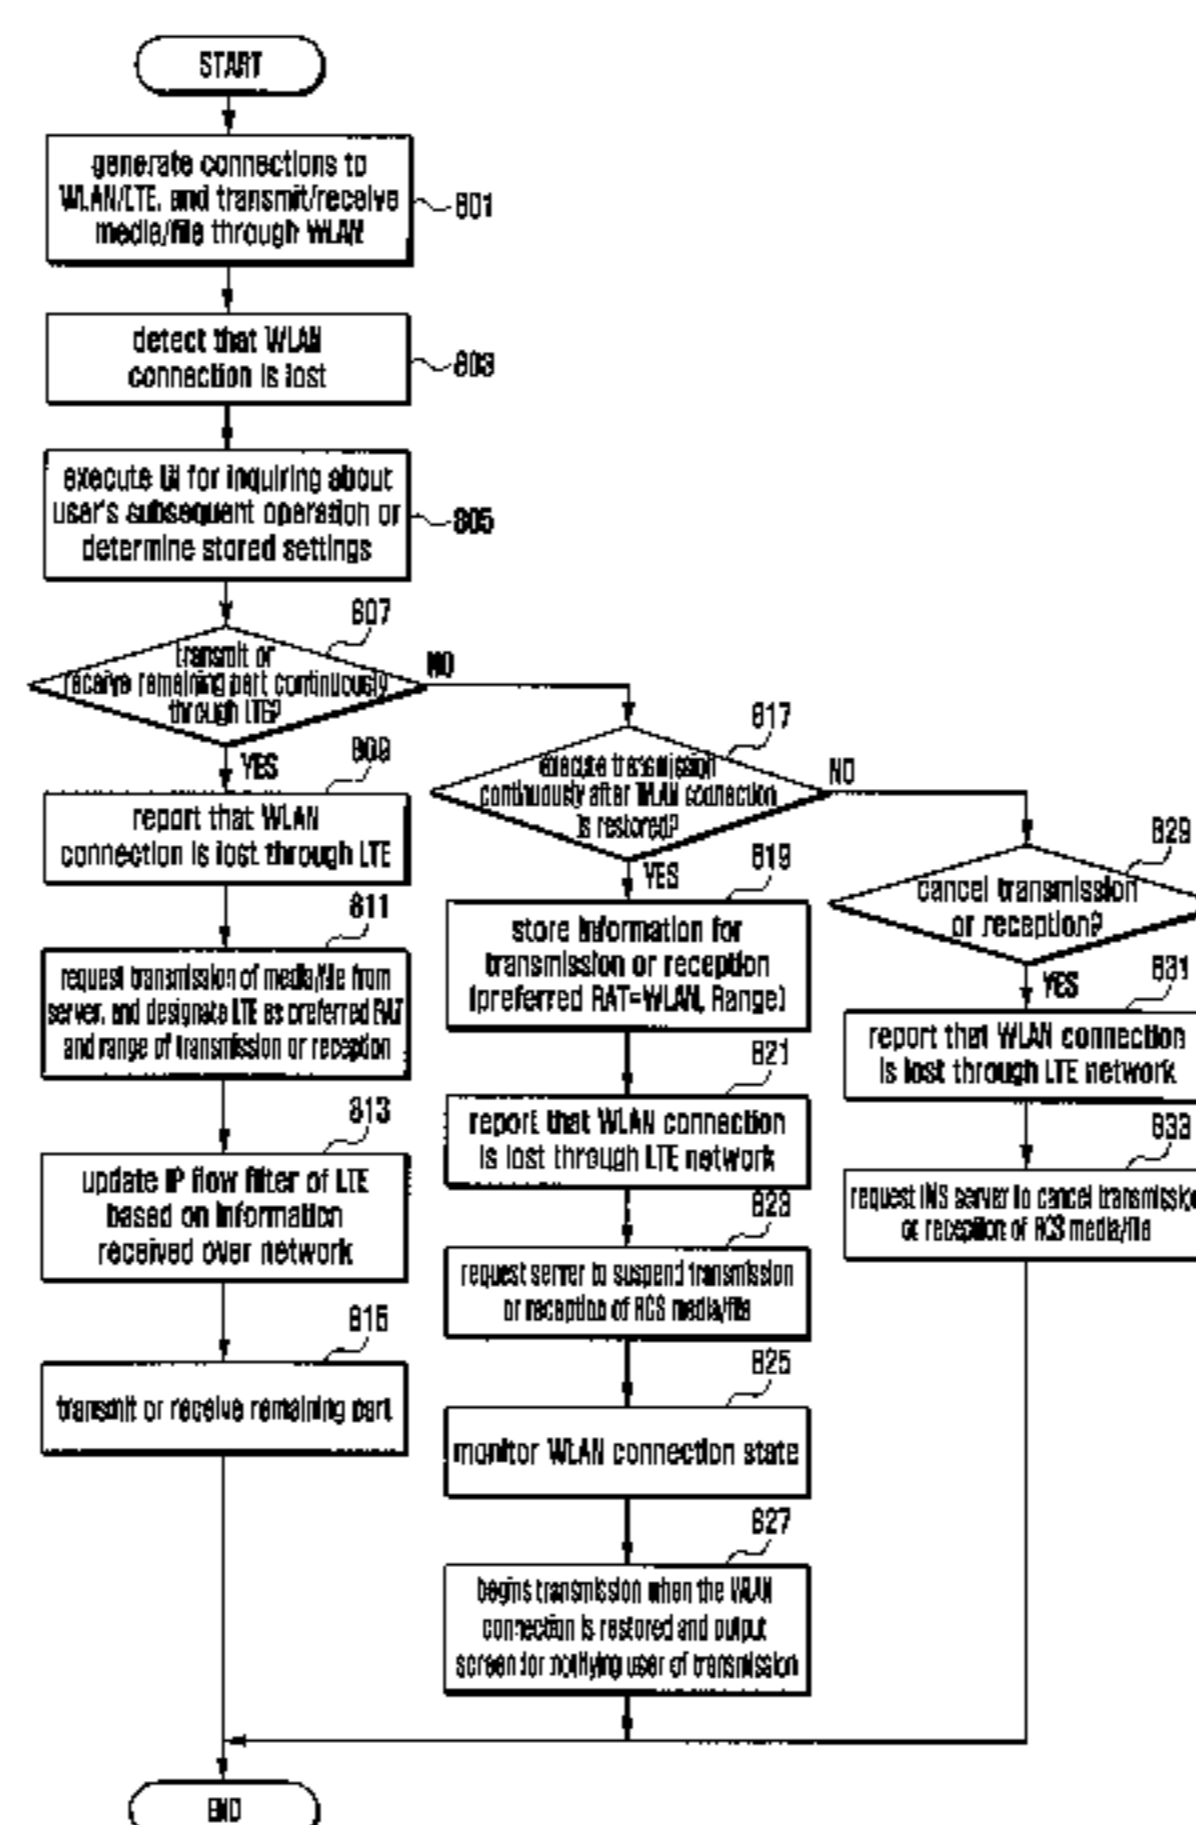 START
generate connections to
WLAN/LTE, and transmit/receive
media/file through WLAN
801
detect that WLAN
connection is lost
803
execute UI for inquiring about
user's subsequent operation or
determine stored settings
805
807
transmit or
receive remaining part continuously
through LTE?
NO
YES
809
report that WLAN
connection is lost through LTE
811
request transmission of media/file from
server, and designate LTE as preferred RAT
and range of transmission or reception
813
update IP flow filter of LTE
based on information
received over network
815
transmit or receive remaining part
817
execute transmission
continuously after WLAN connection
is restored?
NO
YES
819
store information for
transmission or reception
(preferred RAT=WLAN, Range)
821
report that WLAN connection
is lost through LTE network
823
request server to suspend transmission
or reception of RCS media/file
825
monitor WLAN connection state
827
begins transmission when the WLAN
connection is restored and output
screen for notifying user of transmission
829
cancel transmission
or reception?
YES
831
report that WLAN connection
is lost through LTE network
833
request IMS server to cancel transmission
or reception of RCS media/file
END